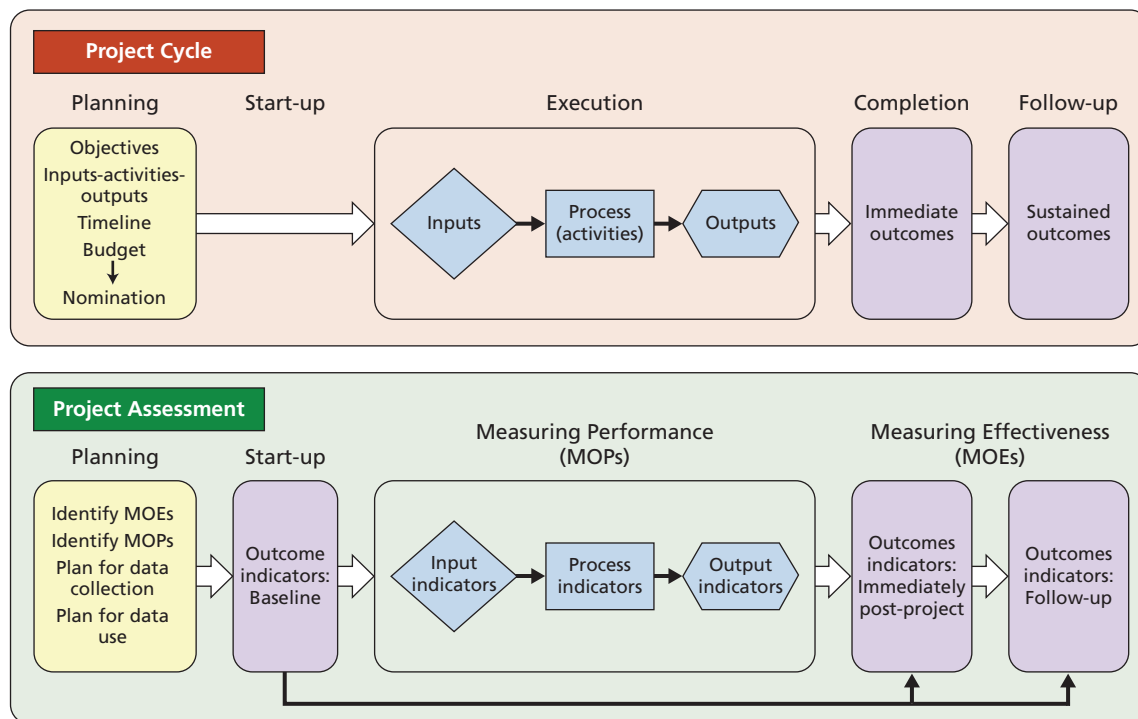 Project Cycle
Planning
Start-up
Execution
Completion
Follow-up
Objectives
Inputs-activities-
outputs
Timeline
Budget
Nomination
Inputs
Process
(activities)
Outputs
Immediate
outcomes
Sustained
outcomes
Project Assessment
Planning
Start-up
Measuring Performance
(MOPs)
Measuring Effectiveness
(MOEs)
Identify MOEs
Identify MOPs
Plan for data
collection
Plan for data
use
Outcome
indicators:
Baseline
Input
indicators
Process
indicators
Output
indicators
Outcomes
indicators:
Immediately
post-project
Outcomes
indicators:
Follow-up